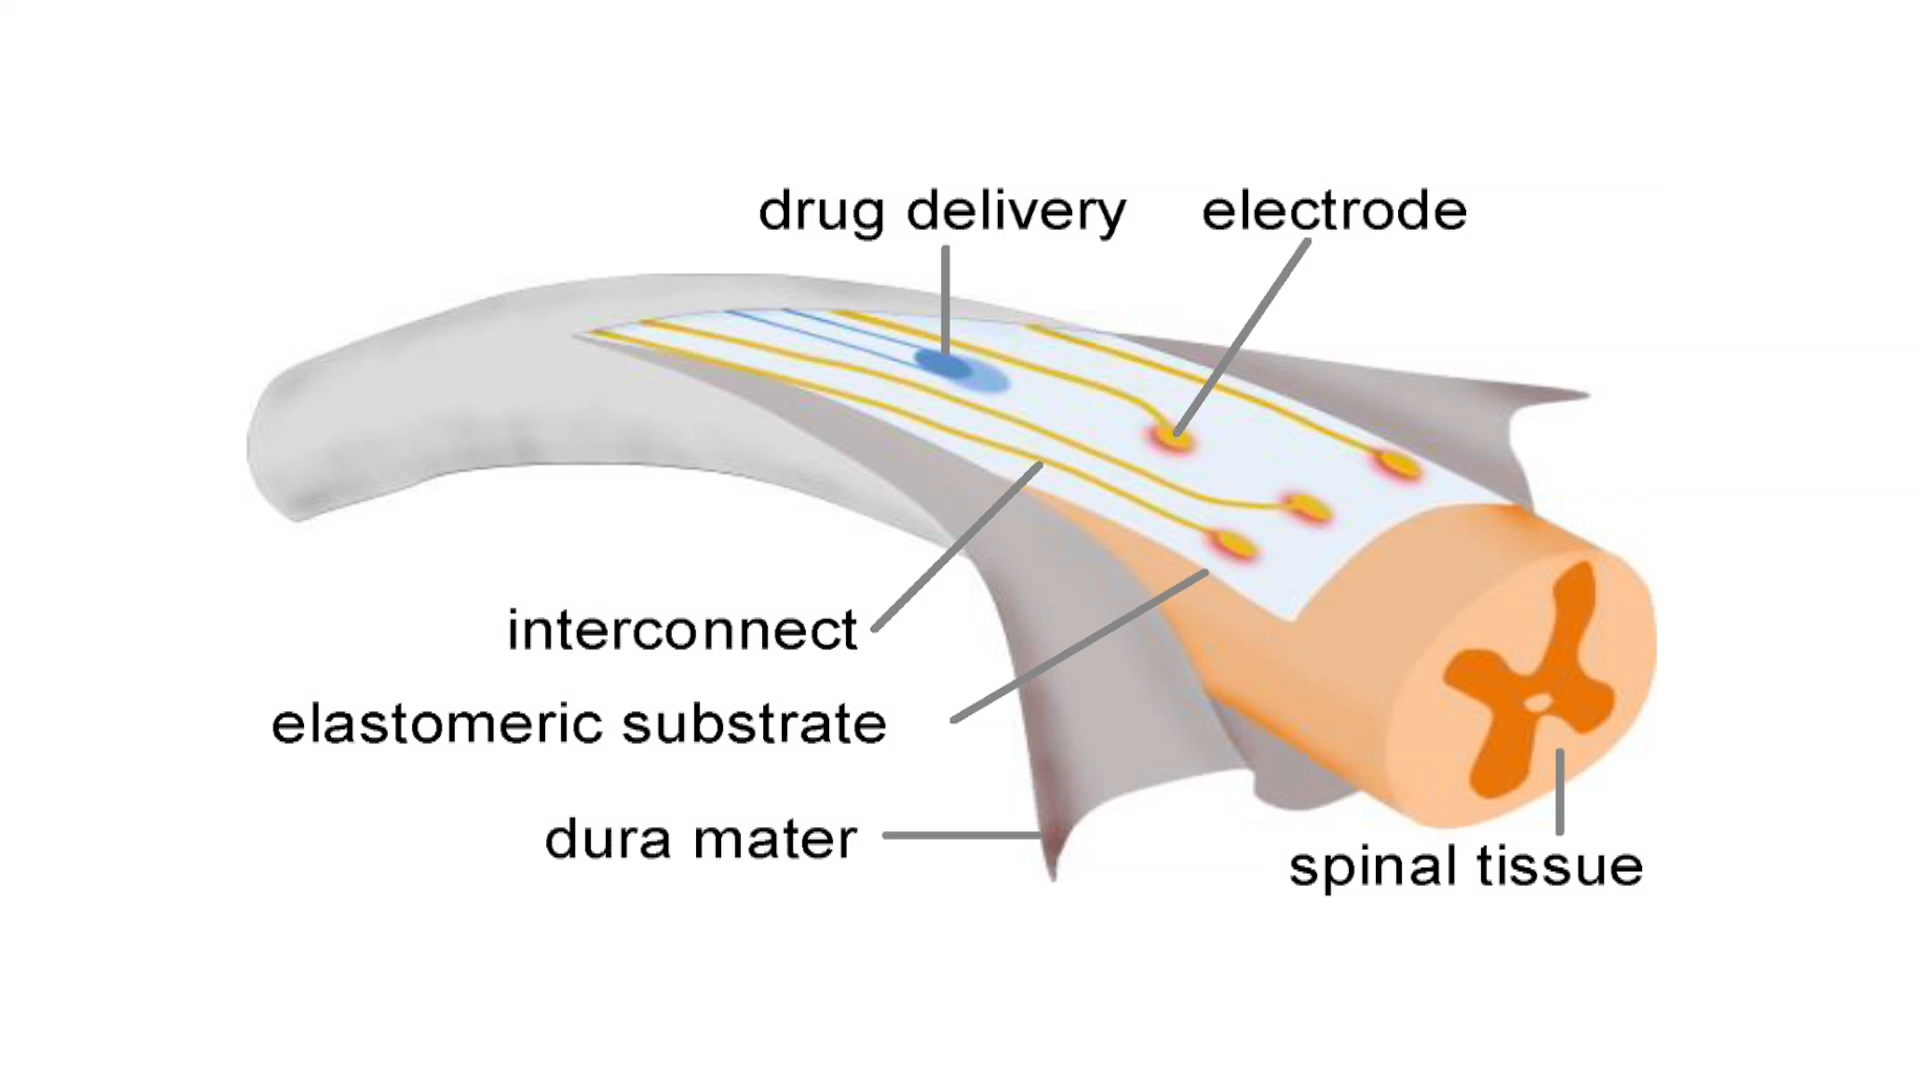 drug delivery
electrode
interconnect
elastomeric substrate
dura mater
spinal tissue